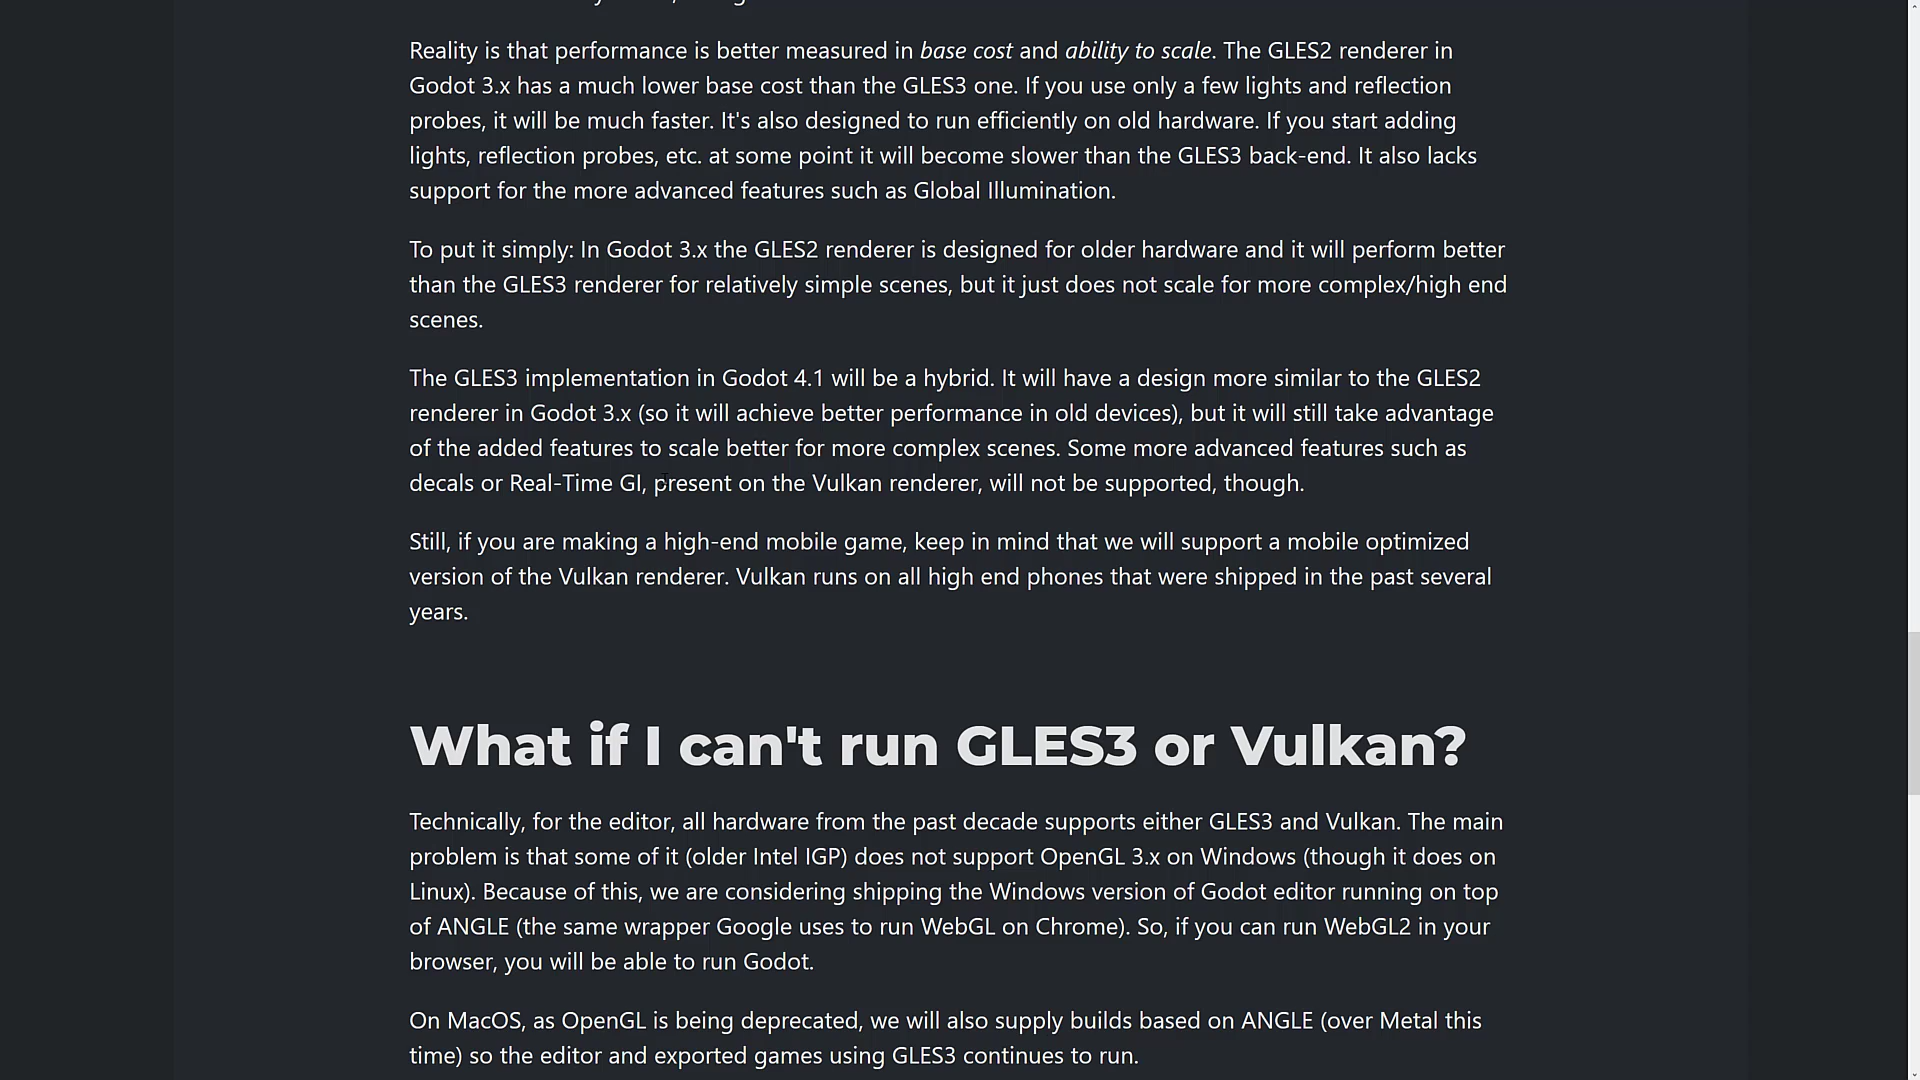 Reality is that performance is better measured in base cost and ability to scale. The GLES2 renderer in
Godot 3.x has a much lower base cost than the GLES3 one. If you use only a few lights and reflection
probes, it will be much faster. It's also designed to run efficiently on old hardware. If you start adding
lights, reflection probes, etc. at some point it will become slower than the GLES3 back-end. It also lacks
support for the more advanced features such as Global Illumination.
To put it simply: In Godot 3.x the GLES2 renderer is designed for older hardware and it will perform better
than the GLES3 renderer for relatively simple scenes, but it just does not scale for more complex/high end
scenes.
The GLES3 implementation in Godot 4.1 will be a hybrid. It will have a design more similar to the GLES2
renderer in Godot 3.x (so it will achieve better performance in old devices), but it will still take advantage
of the added features to scale better for more complex scenes. Some more advanced features such as
decals or Real-Time GI, present on the Vulkan renderer, will not be supported, though.
Still, if you are making a high-end mobile game, keep in mind that we will support a mobile optimized
version of the Vulkan renderer. Vulkan runs on all high end phones that were shipped in the past several
years.
What if I can't run GLES3 or Vulkan?
Technically, for the editor, all hardware from the past decade supports either GLES3 and Vulkan. The main
problem is that some of it (older Intel IGP) does not support OpenGL 3.x on Windows (though it does on
Linux). Because of this, we are considering shipping the Windows version of Godot editor running on top
of ANGLE (the same wrapper Google uses to run WebGL on Chrome). So, if you can run WebGL2 in your
browser, you will be able to run Godot.
On MacOS, as OpenGL is being deprecated, we will also supply builds based on ANGLE (over Metal this
time) so the editor and exported games using GLES3 continues to run.